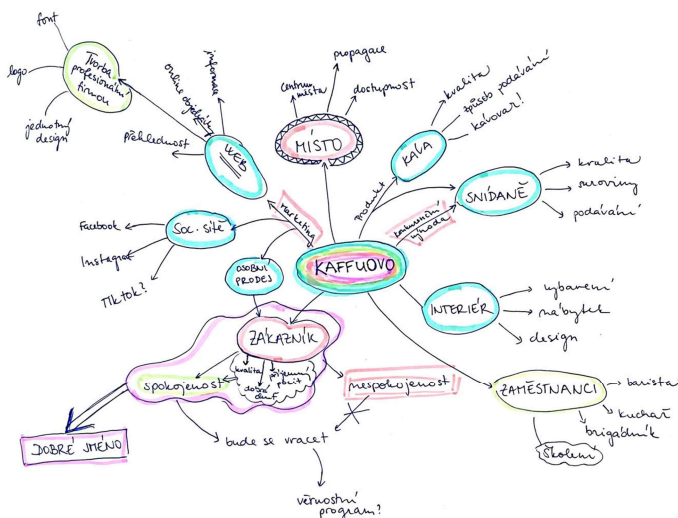 font
Tvorba
profesionální
firmou
logo
jednotný
design
informace
online objednávky
přehlednost
WEB
propagace
centrum
města
dostupnost
MÍSTO
kvalita
způsob podávání
kávovar?
KÁVA
produkt
kvalita
suroviny
podávání
SNÍDANĚ
konkurenční
výhoda
marketing
Facebook
Instagram
TIktok?
Soc. sítě
OSOBNÍ
PRODEJ
KAFFUOVO
INTERIÉR
vybavení
nábytek
design
ZÁKAZNÍK
kvalita
příjemný
dobrá
spokojenost
nespokojenost
ZAMĚSTNANCI
barista
kuchař
brigádník
školení
DOBRÉ JMÉNO
bude se vracet
věrnostní
program?